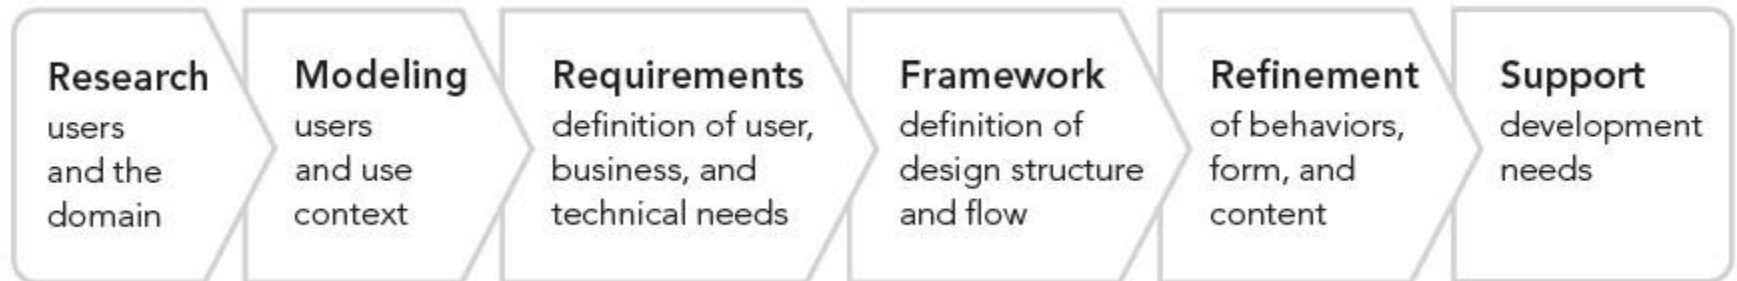 Research
users
and the
domain
Modeling
users
and use
context
Requirements
definition of user,
business, and
technical needs
Framework
definition of
design structure
and flow
Refinement
of behaviors,
form, and
content
Support
development
needs